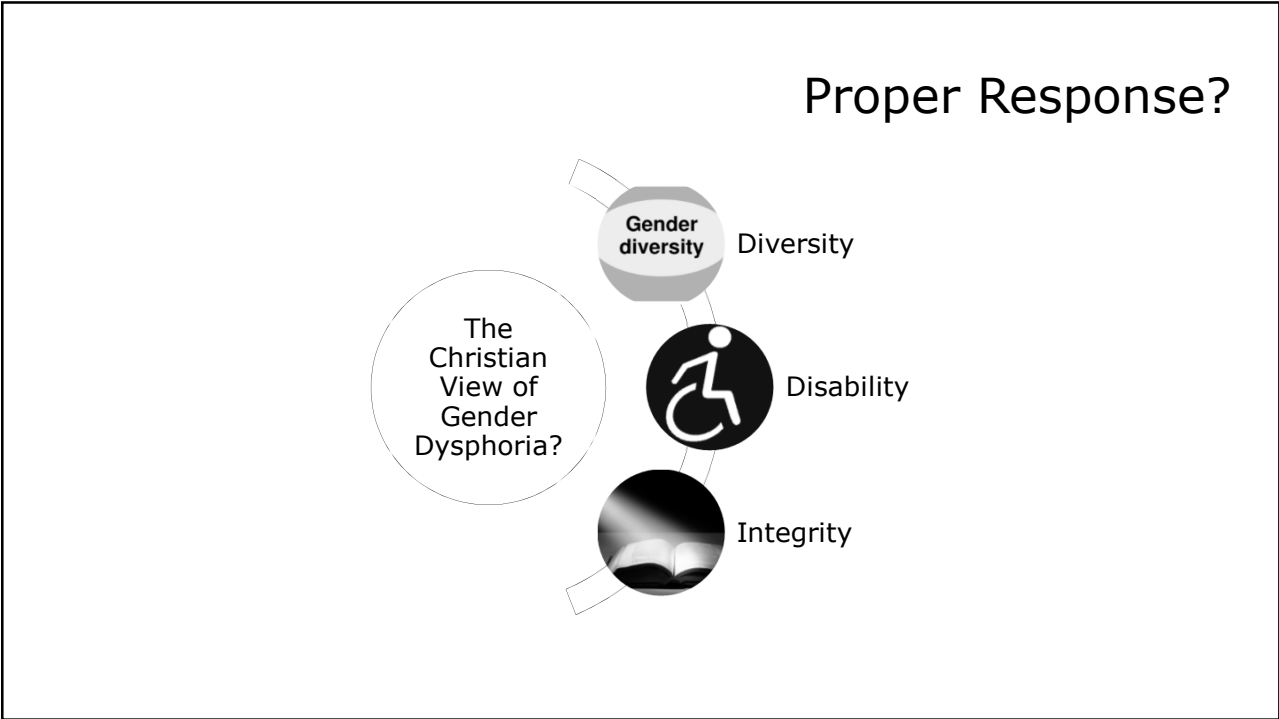 Proper Response?
Gender
diversity
Diversity
The
Christian
View of
Gender
Dysphoria?
Disability
Integrity